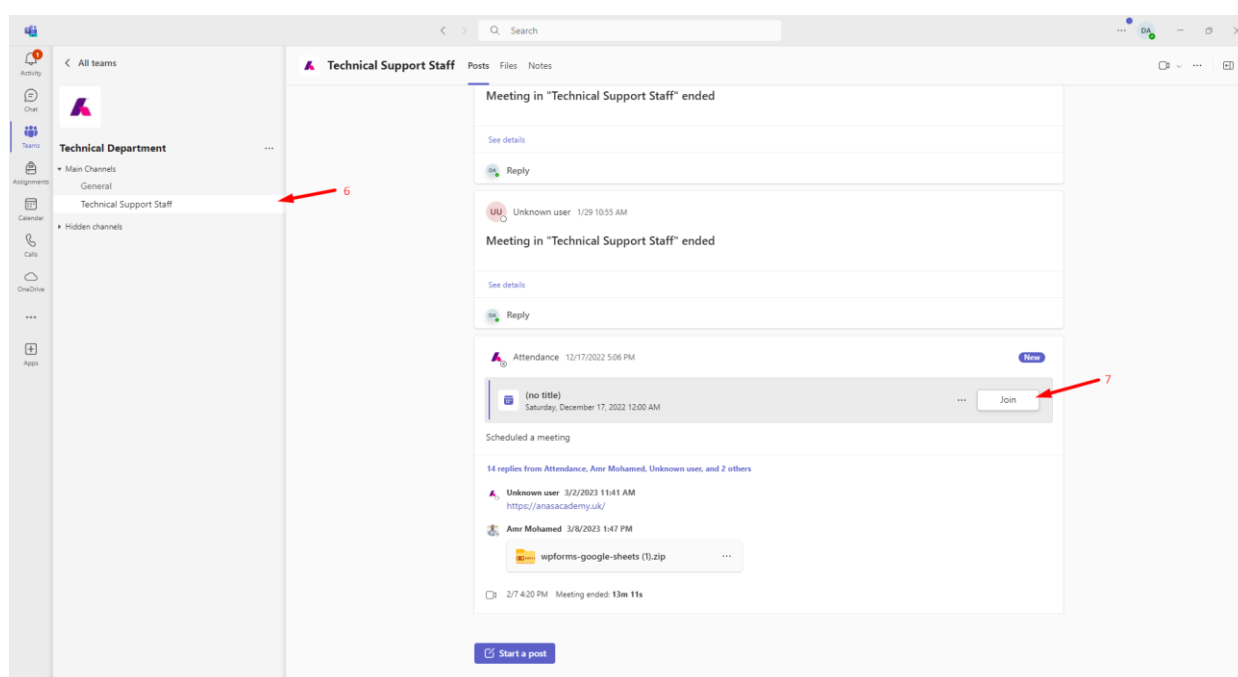 Search
DA
1
Activity
Chat
Teams
Assignments
Calendar
Calls
OneDrive
Apps
All teams
Technical Department
Main Channels
General
Technical Support Staff
Hidden channels
6
Technical Support Staff Posts Files Notes
Meeting in "Technical Support Staff" ended
See details
DA Reply
UU Unknown user 1/29 10:55 AM
Meeting in "Technical Support Staff" ended
See details
DA Reply
Attendance 12/17/2022 5:06 PM New
(no title)
Saturday, December 17, 2022 12:00 AM
Join
7
Scheduled a meeting
14 replies from Attendance, Amr Mohamed, Unknown user, and 2 others
Unknown user 3/2/2023 11:41 AM
https://anasacademy.uk/
Amr Mohamed 3/8/2023 1:47 PM
wpforms-google-sheets (1).zip
2/7 4:20 PM Meeting ended: 13m 11s
Start a post